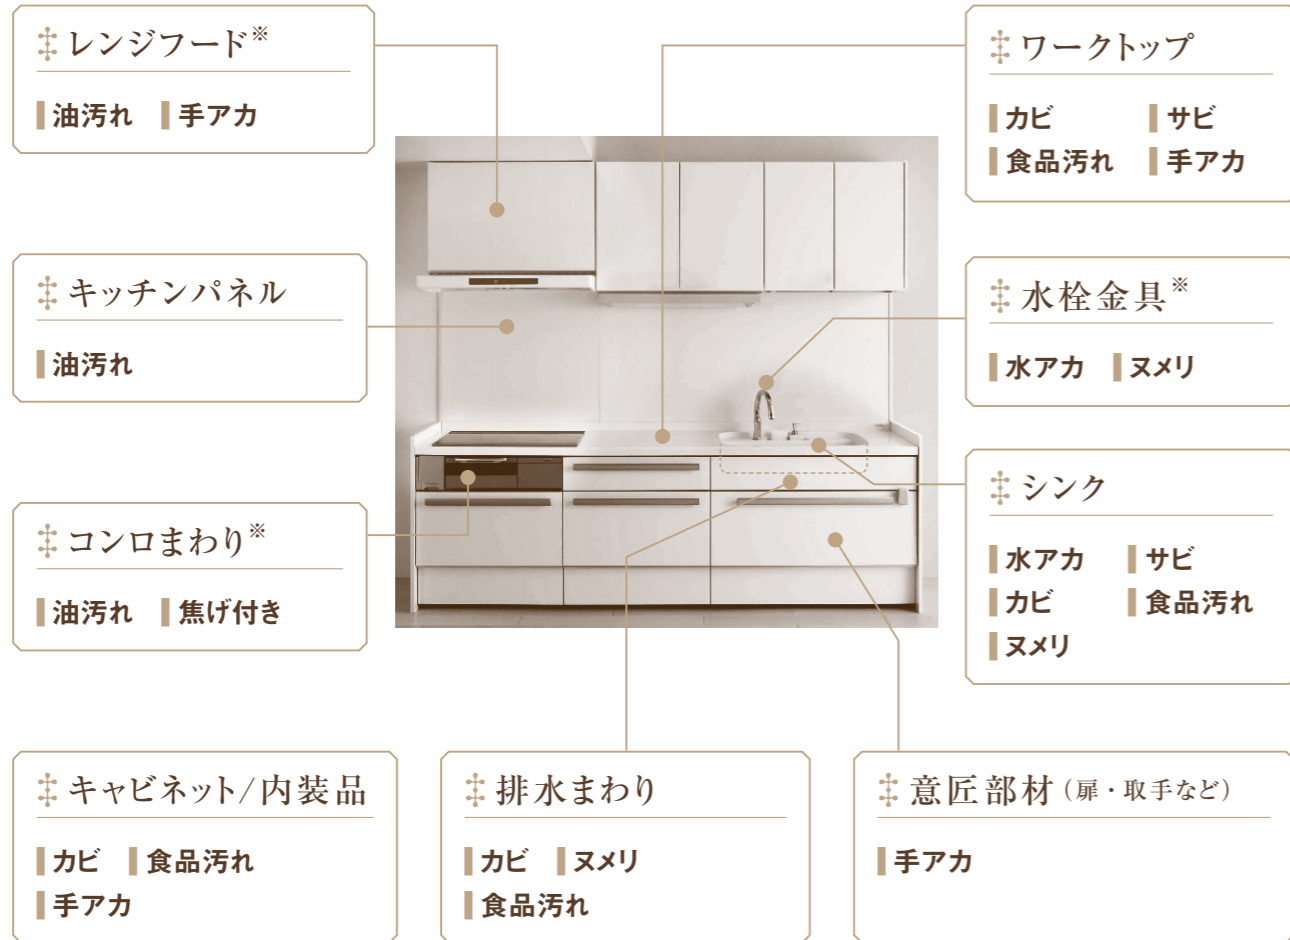 レンジフード※
油汚れ 手アカ
キッチンパネル
油汚れ
コンロまわり※
油汚れ 焦げ付き
ワークトップ
カビ サビ
食品汚れ 手アカ
水栓金具※
水アカ ヌメリ
シンク
水アカ サビ
カビ 食品汚れ
ヌメリ
キャビネット/内装品
カビ 食品汚れ
手アカ
排水まわり
カビ ヌメリ
食品汚れ
意匠部材(扉・取手など)
手アカ